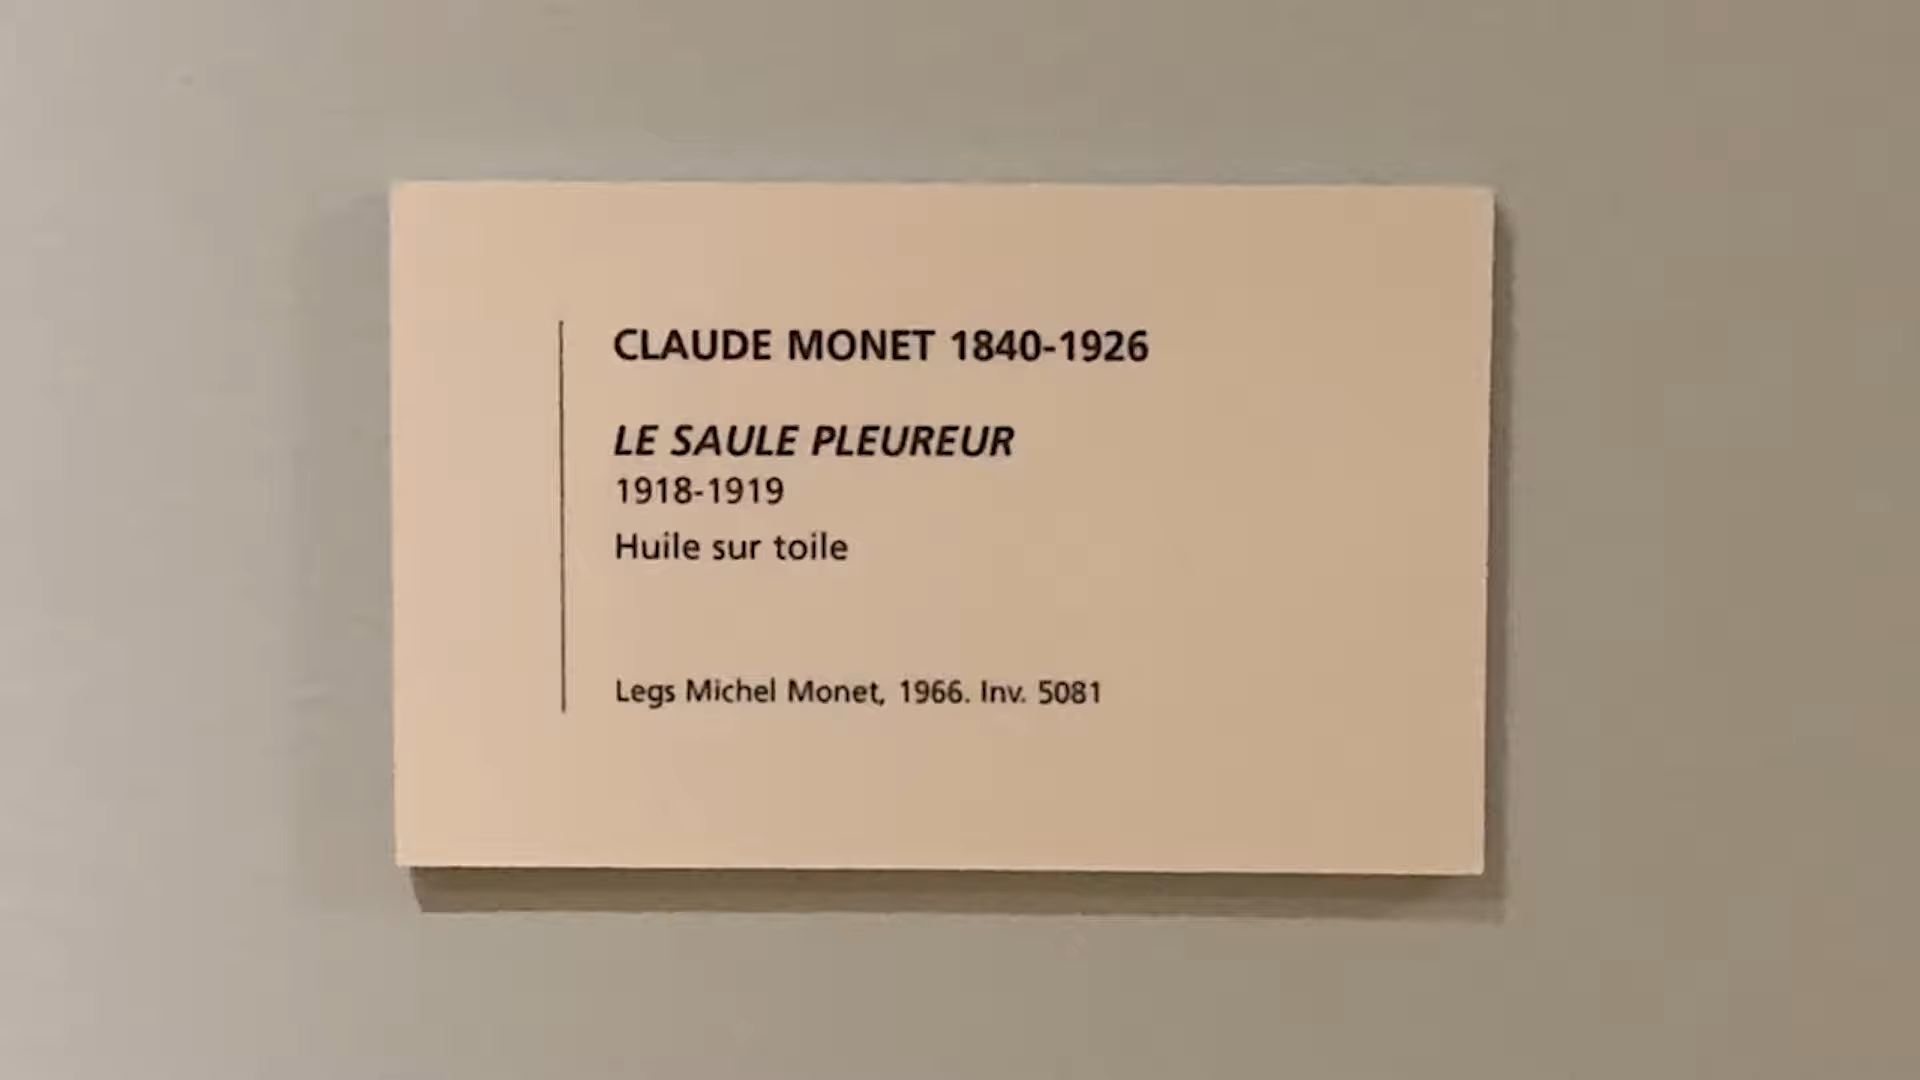 CLAUDE MONET 1840-1926
LE SAULE PLEUREUR
1918-1919
Huile sur toile
Legs Michel Monet, 1966. Inv. 5081